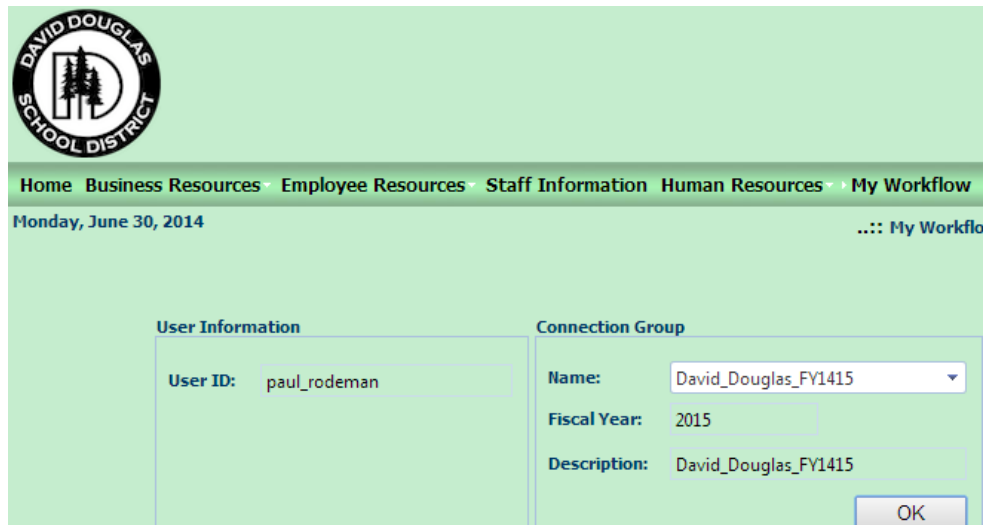 DAVID DOUGLAS
SCHOOL DISTRICT
D
Home Business Resources Employee Resources Staff Information Human Resources My Workflow
Monday, June 30, 2014
..:: My Workflo
User Information
User ID: paul_rodeman
Connection Group
Name: David_Douglas_FY1415
Fiscal Year: 2015
Description: David_Douglas_FY1415
OK